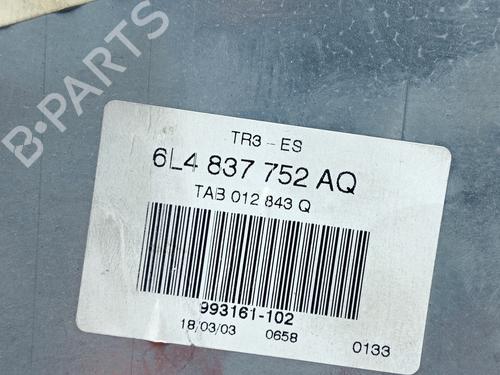 B-PARTS
TR3-ES
6L4 837 752 AQ
TAB 012 843 Q
993161-102
18/03/03 0658 0133